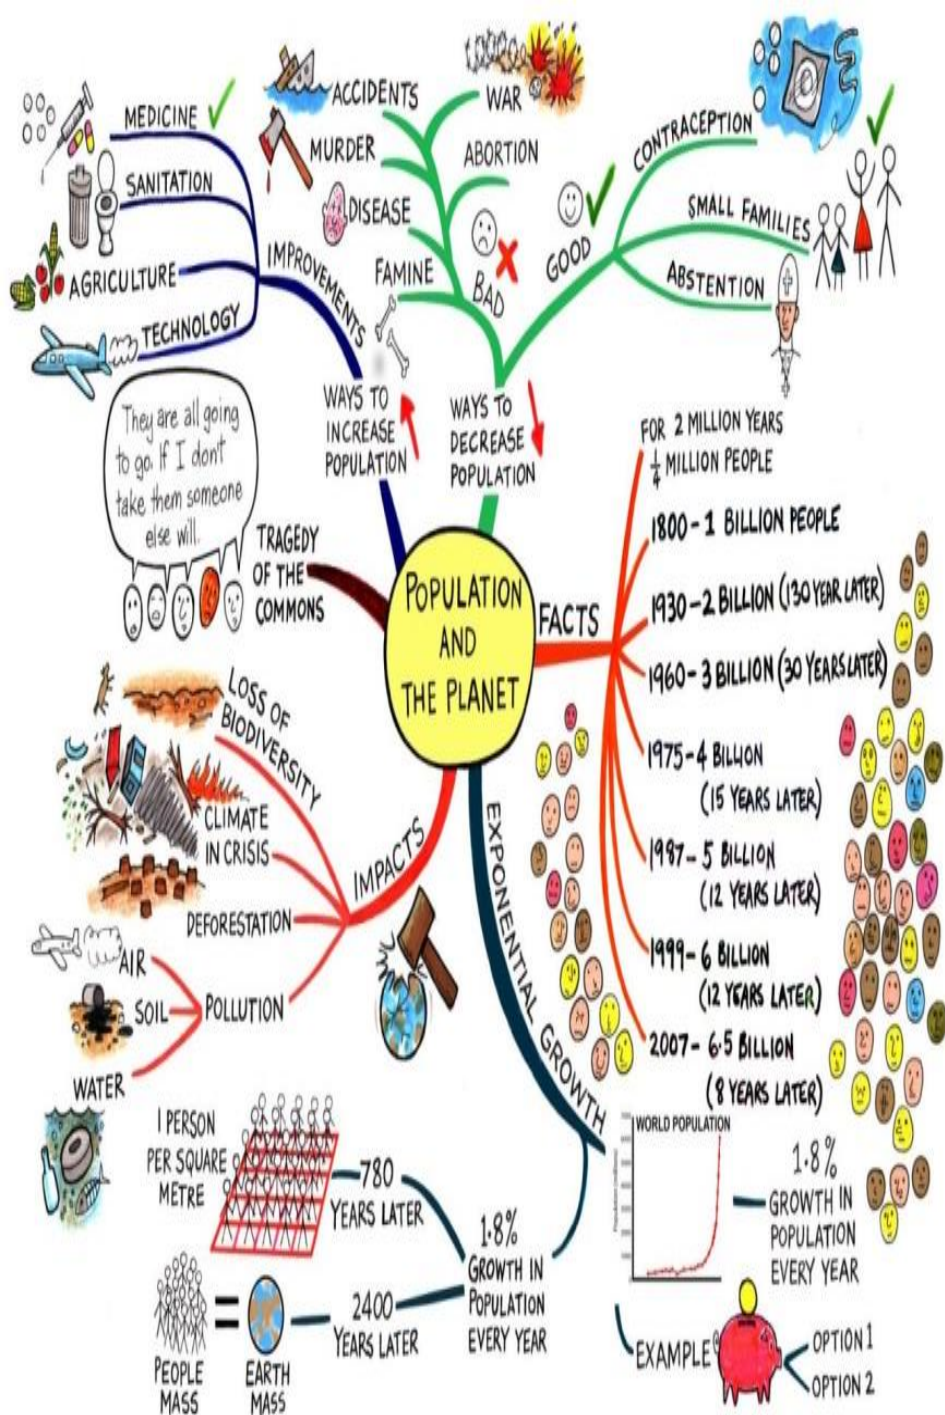 POPULATION
AND
THE PLANET
WAYS TO
INCREASE
POPULATION
IMPROVEMENTS
MEDICINE
SANITATION
AGRICULTURE
TECHNOLOGY
WAYS TO
DECREASE
POPULATION
BAD
ACCIDENTS
MURDER
DISEASE
FAMINE
WAR
ABORTION
GOOD
CONTRACEPTION
SMALL FAMILIES
ABSTENTION
FACTS
FOR 2 MILLION YEARS
1/4 MILLION PEOPLE
1800 - 1 BILLION PEOPLE
1930 - 2 BILLION (130 YEAR LATER)
1960 - 3 BILLION (30 YEARS LATER)
1975 - 4 BILLION
(15 YEARS LATER)
1987 - 5 BILLION
(12 YEARS LATER)
1999 - 6 BILLION
(12 YEARS LATER)
2007 - 6.5 BILLION
(8 YEARS LATER)
EXPONENTIAL GROWTH
WORLD POPULATION
1.8%
GROWTH IN
POPULATION
EVERY YEAR
EXAMPLE
OPTION 1
OPTION 2
1.8%
GROWTH IN
POPULATION
EVERY YEAR
780
YEARS LATER
1 PERSON
PER SQUARE
METRE
2400
YEARS LATER
PEOPLE
MASS
=
EARTH
MASS
IMPACTS
LOSS OF
BIODIVERSITY
CLIMATE
IN CRISIS
DEFORESTATION
POLLUTION
AIR
SOIL
WATER
TRAGEDY
OF THE
COMMONS
They are all going
to go. If I don't
take them someone
else will.